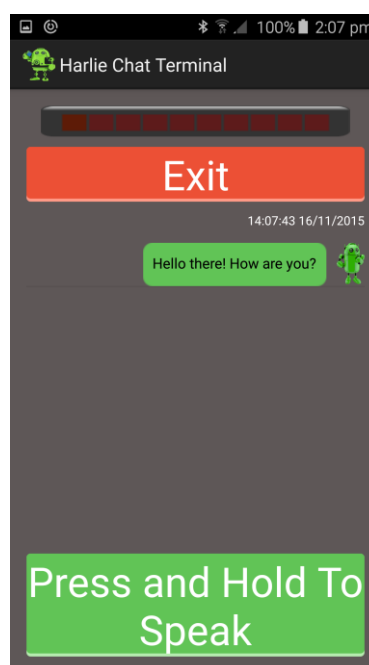 100% 2:07 pm
Harlie Chat Terminal
Exit
14:07:43 16/11/2015
Hello there! How are you?
Press and Hold To
Speak